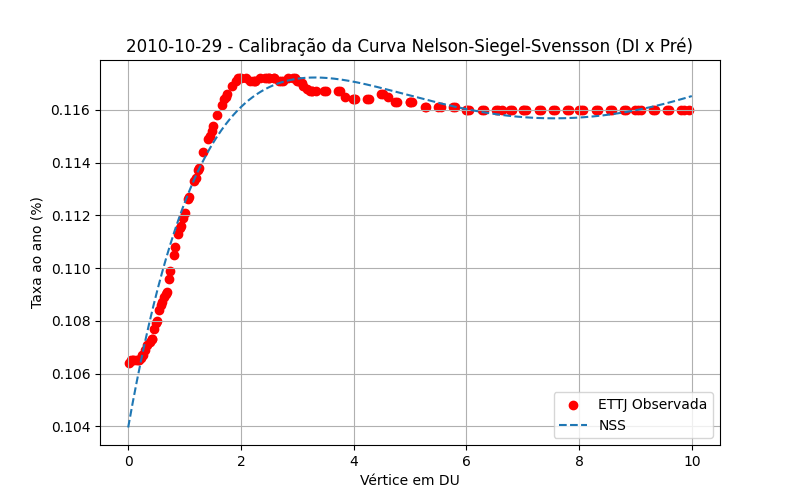 2010-10-29 - Calibração da Curva Nelson-Siegel-Svensson (DI x Pré)
Taxa ao ano (%)
0.116
0.114
0.112
0.110
0.108
0.106
0.104
0 2 4 6 8 10
Vértice em DU
ETTJ Observada
NSS